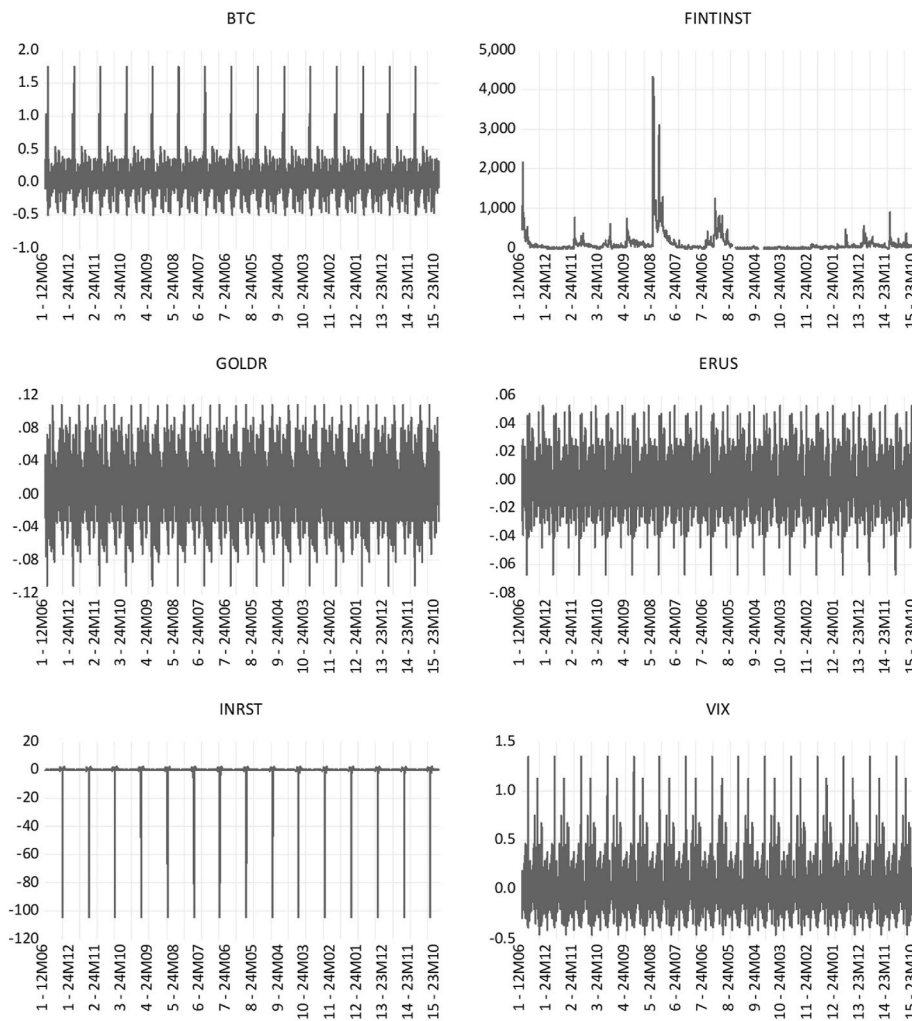 BTC
2.0
1.5
1.0
0.5
0.0
-0.5
-1.0
1 - 12M06
1 - 24M12
2 - 24M11
3 - 24M10
4 - 24M09
5 - 24M08
6 - 24M07
7 - 24M06
8 - 24M05
9 - 24M04
10 - 24M03
11 - 24M02
12 - 24M01
13 - 23M12
14 - 23M11
15 - 23M10
FINTINST
5,000
4,000
3,000
2,000
1,000
0
1 - 12M06
1 - 24M12
2 - 24M11
3 - 24M10
4 - 24M09
5 - 24M08
6 - 24M07
7 - 24M06
8 - 24M05
9 - 24M04
10 - 24M03
11 - 24M02
12 - 24M01
13 - 23M12
14 - 23M11
15 - 23M10
GOLDR
.12
.08
.04
.00
-.04
-.08
-.12
1 - 12M06
1 - 24M12
2 - 24M11
3 - 24M10
4 - 24M09
5 - 24M08
6 - 24M07
7 - 24M06
8 - 24M05
9 - 24M04
10 - 24M03
11 - 24M02
12 - 24M01
13 - 23M12
14 - 23M11
15 - 23M10
ERUS
.06
.04
.02
.00
-.02
-.04
-.06
-.08
1 - 12M06
1 - 24M12
2 - 24M11
3 - 24M10
4 - 24M09
5 - 24M08
6 - 24M07
7 - 24M06
8 - 24M05
9 - 24M04
10 - 24M03
11 - 24M02
12 - 24M01
13 - 23M12
14 - 23M11
15 - 23M10
INRST
20
0
-20
-40
-60
-80
-100
-120
1 - 12M06
1 - 24M12
2 - 24M11
3 - 24M10
4 - 24M09
5 - 24M08
6 - 24M07
7 - 24M06
8 - 24M05
9 - 24M04
10 - 24M03
11 - 24M02
12 - 24M01
13 - 23M12
14 - 23M11
15 - 23M10
VIX
1.5
1.0
0.5
0.0
-0.5
1 - 12M06
1 - 24M12
2 - 24M11
3 - 24M10
4 - 24M09
5 - 24M08
6 - 24M07
7 - 24M06
8 - 24M05
9 - 24M04
10 - 24M03
11 - 24M02
12 - 24M01
13 - 23M12
14 - 23M11
15 - 23M10